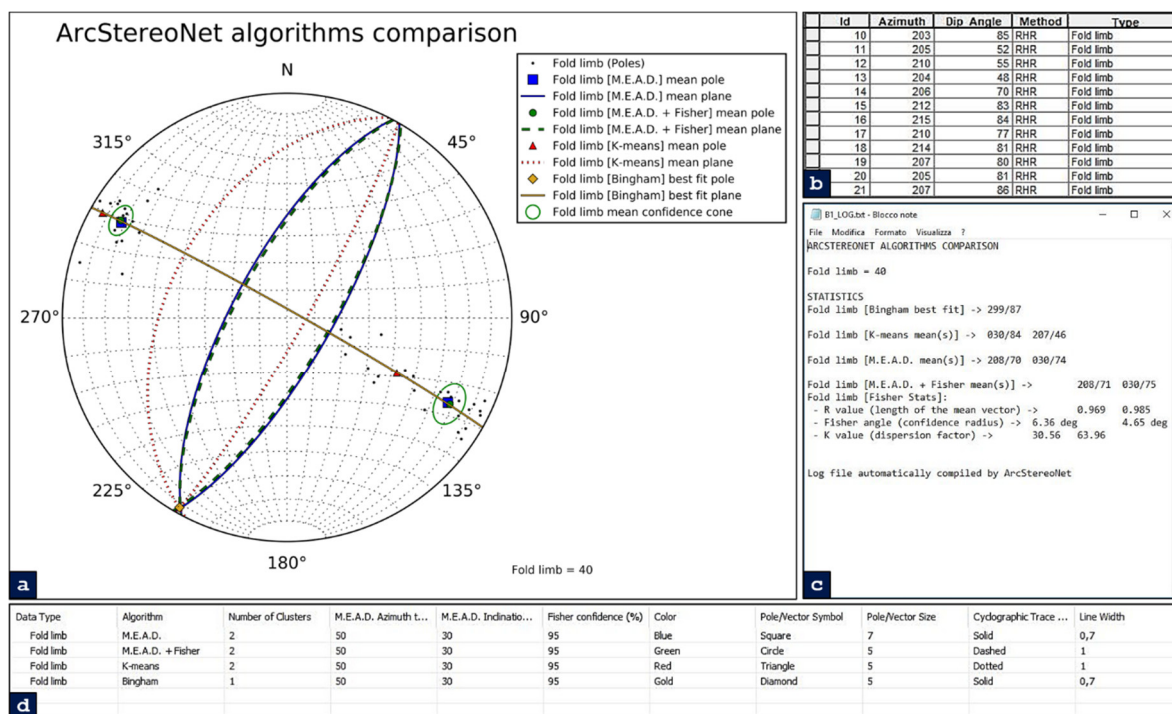 ArcStereoNet algorithms comparison
N
45°
90°
135°
180°
225°
270°
315°
Fold limb (Poles)
Fold limb [M.E.A.D.] mean pole
Fold limb [M.E.A.D.] mean plane
Fold limb [M.E.A.D. + Fisher] mean pole
Fold limb [M.E.A.D. + Fisher] mean plane
Fold limb [K-means] mean pole
Fold limb [K-means] mean plane
Fold limb [Bingham] best fit pole
Fold limb [Bingham] best fit plane
Fold limb mean confidence cone
Fold limb = 40
a
Id Azimuth Dip_Angle Method Type
10 203 85 RHR Fold limb
11 205 52 RHR Fold limb
12 210 55 RHR Fold limb
13 204 48 RHR Fold limb
14 206 70 RHR Fold limb
15 212 83 RHR Fold limb
16 215 84 RHR Fold limb
17 210 77 RHR Fold limb
18 214 81 RHR Fold limb
19 207 80 RHR Fold limb
20 205 81 RHR Fold limb
21 207 86 RHR Fold limb
b
B1_LOG.txt - Blocco note
File Modifica Formato Visualizza ?
ARCSTEREONET ALGORITHMS COMPARISON
Fold limb = 40
STATISTICS
Fold limb [Bingham best fit] -> 299/87
Fold limb [K-means mean(s)] -> 030/84 207/46
Fold limb [M.E.A.D. mean(s)] -> 208/70 030/74
Fold limb [M.E.A.D. + Fisher mean(s)] -> 208/71 030/75
Fold limb [Fisher Stats]:
- R value (length of the mean vector) -> 0.969 0.985
- Fisher angle (confidence radius) -> 6.36 deg 4.65 deg
- K value (dispersion factor) -> 30.56 63.96
Log file automatically compiled by ArcStereoNet
c
Data Type Algorithm Number of Clusters M.E.A.D. Azimuth t... M.E.A.D. Inclinatio... Fisher confidence (%) Color Pole/Vector Symbol Pole/Vector Size Cyclographic Trace ... Line Width
Fold limb M.E.A.D. 2 50 30 95 Blue Square 7 Solid 0,7
Fold limb M.E.A.D. + Fisher 2 50 30 95 Green Circle 5 Dashed 1
Fold limb K-means 2 50 30 95 Red Triangle 5 Dotted 1
Fold limb Bingham 1 50 30 95 Gold Diamond 5 Solid 0,7
d